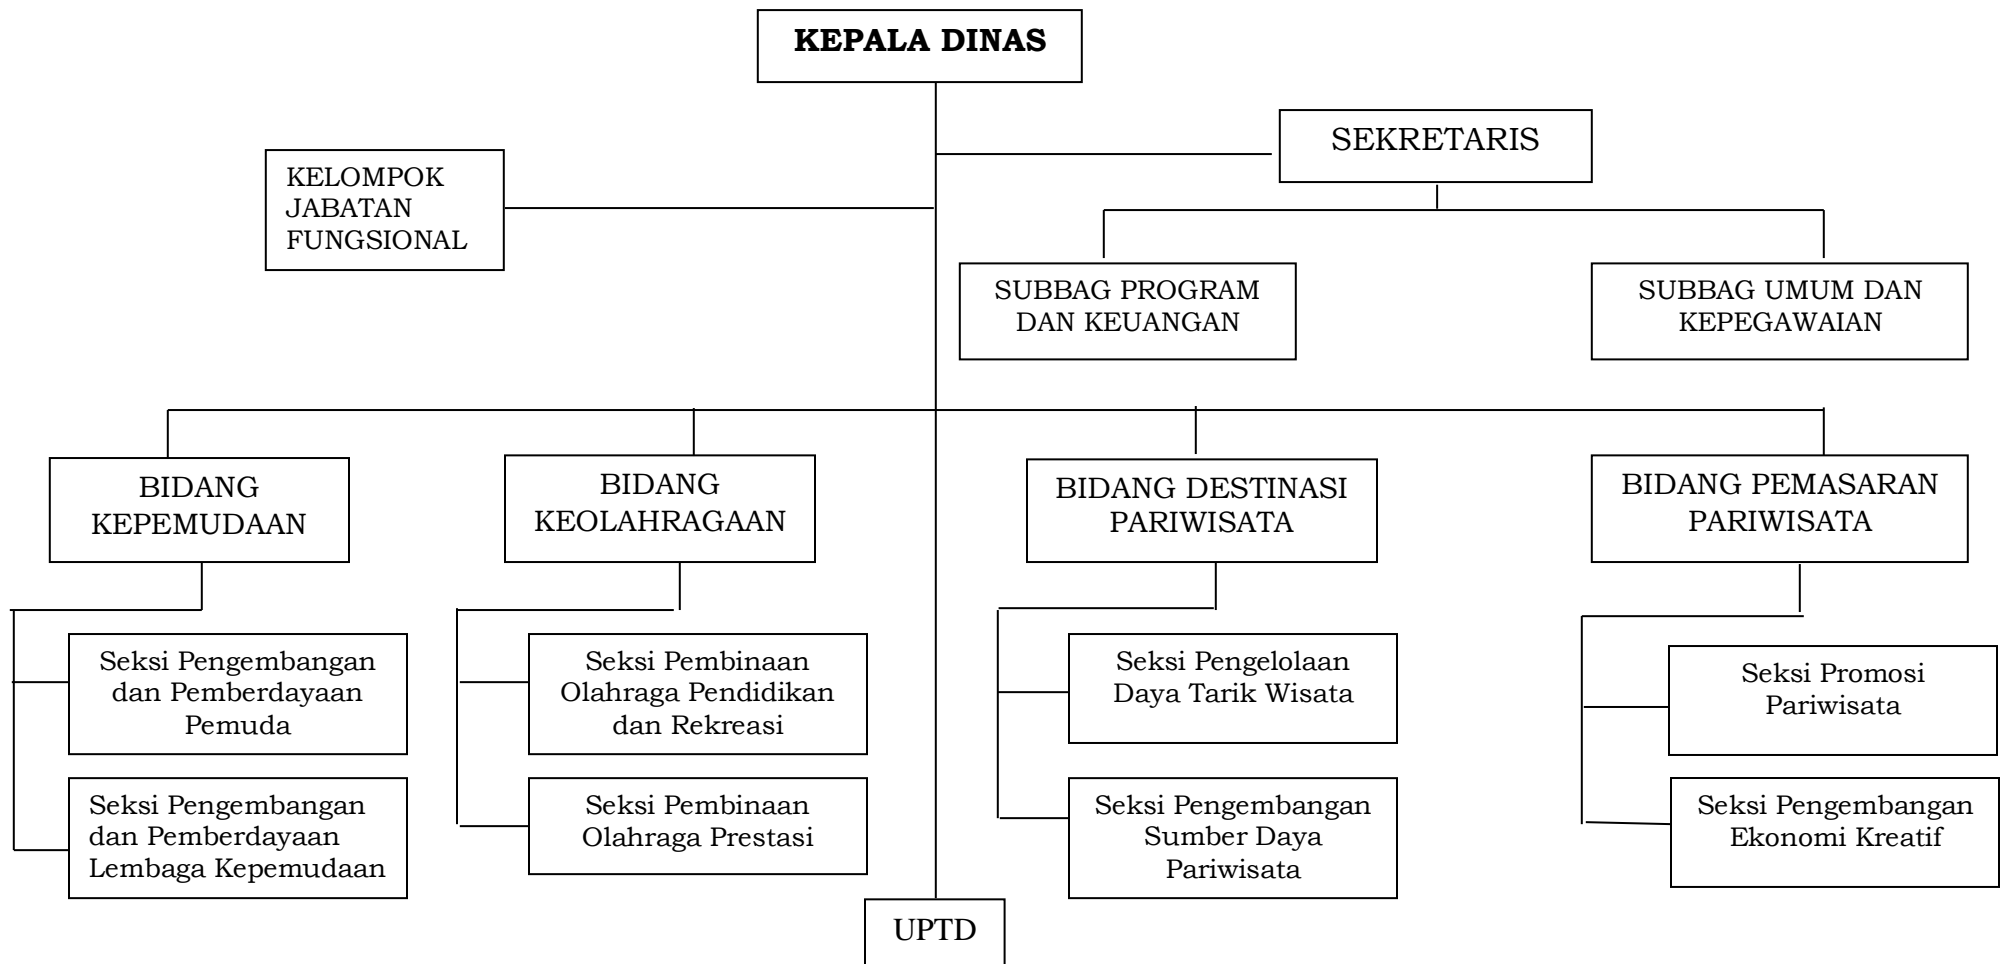 KEPALA DINAS
SEKRETARIS
KELOMPOK
JABATAN
FUNGSIONAL
SUBBAG PROGRAM
DAN KEUANGAN
SUBBAG UMUM DAN
KEPEGAWAIAN
BIDANG
KEPEMUDAAN
BIDANG
KEOLAHRAGAAN
BIDANG DESTINASI
PARIWISATA
BIDANG PEMASARAN
PARIWISATA
Seksi Pengembangan
dan Pemberdayaan
Pemuda
Seksi Pembinaan
Olahraga Pendidikan
dan Rekreasi
Seksi Pengelolaan
Daya Tarik Wisata
Seksi Promosi
Pariwisata
Seksi Pengembangan
dan Pemberdayaan
Lembaga Kepemudaan
Seksi Pembinaan
Olahraga Prestasi
Seksi Pengembangan
Sumber Daya
Pariwisata
Seksi Pengembangan
Ekonomi Kreatif
UPTD